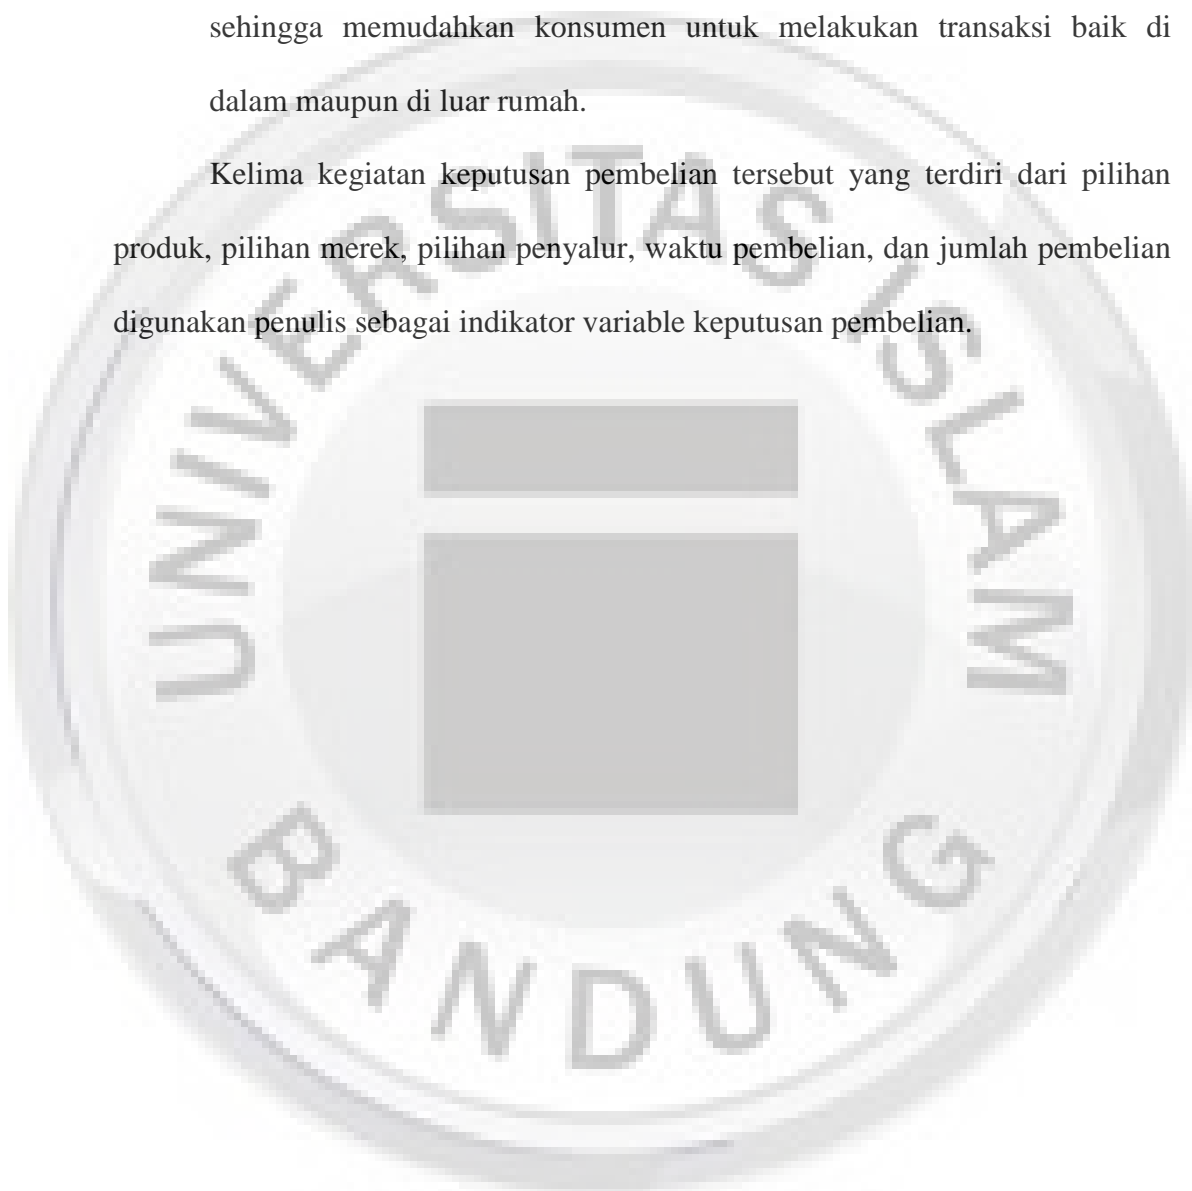 sehingga memudahkan konsumen untuk melakukan transaksi baik di
dalam maupun di luar rumah.
Kelima kegiatan keputusan pembelian tersebut yang terdiri dari pilihan
produk, pilihan merek, pilihan penyalur, waktu pembelian, dan jumlah pembelian
digunakan penulis sebagai indikator variable keputusan pembelian.
UNIVERSITAS ISLAM
BANDUNG